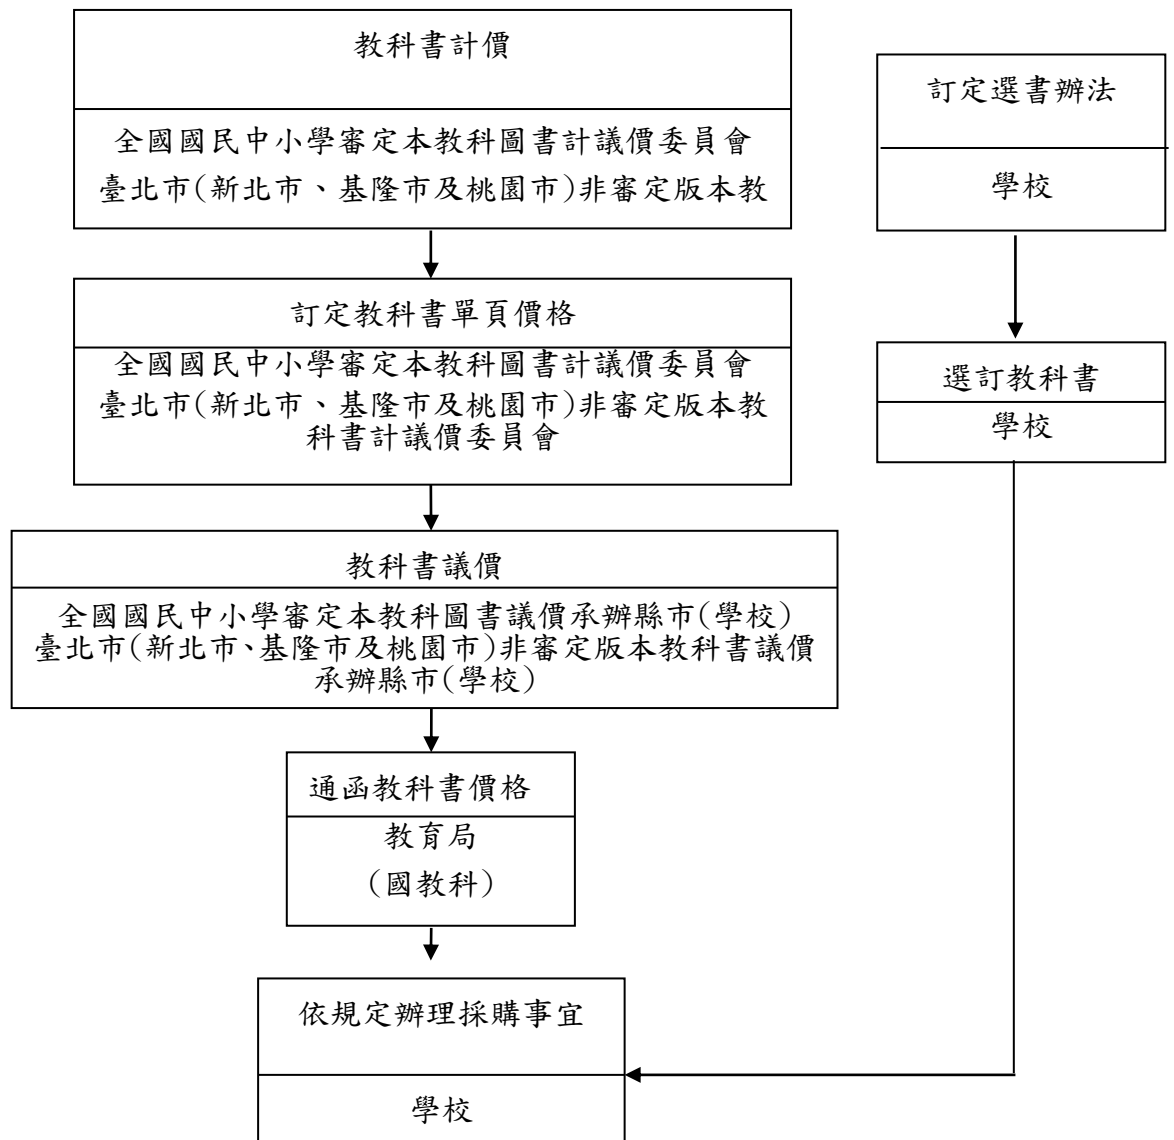 教科書計價
全國國民中小學審定本教科圖書計議價委員會
臺北市(新北市、基隆市及桃園市)非審定版本教
訂定教科書單頁價格
全國國民中小學審定本教科圖書計議價委員會
臺北市(新北市、基隆市及桃園市)非審定版本教
科書計議價委員會
教科書議價
全國國民中小學審定本教科圖書議價承辦縣市(學校)
臺北市(新北市、基隆市及桃園市)非審定版本教科書議價
承辦縣市(學校)
通函教科書價格
教育局
(國教科)
依規定辦理採購事宜
學校
訂定選書辦法
學校
選訂教科書
學校